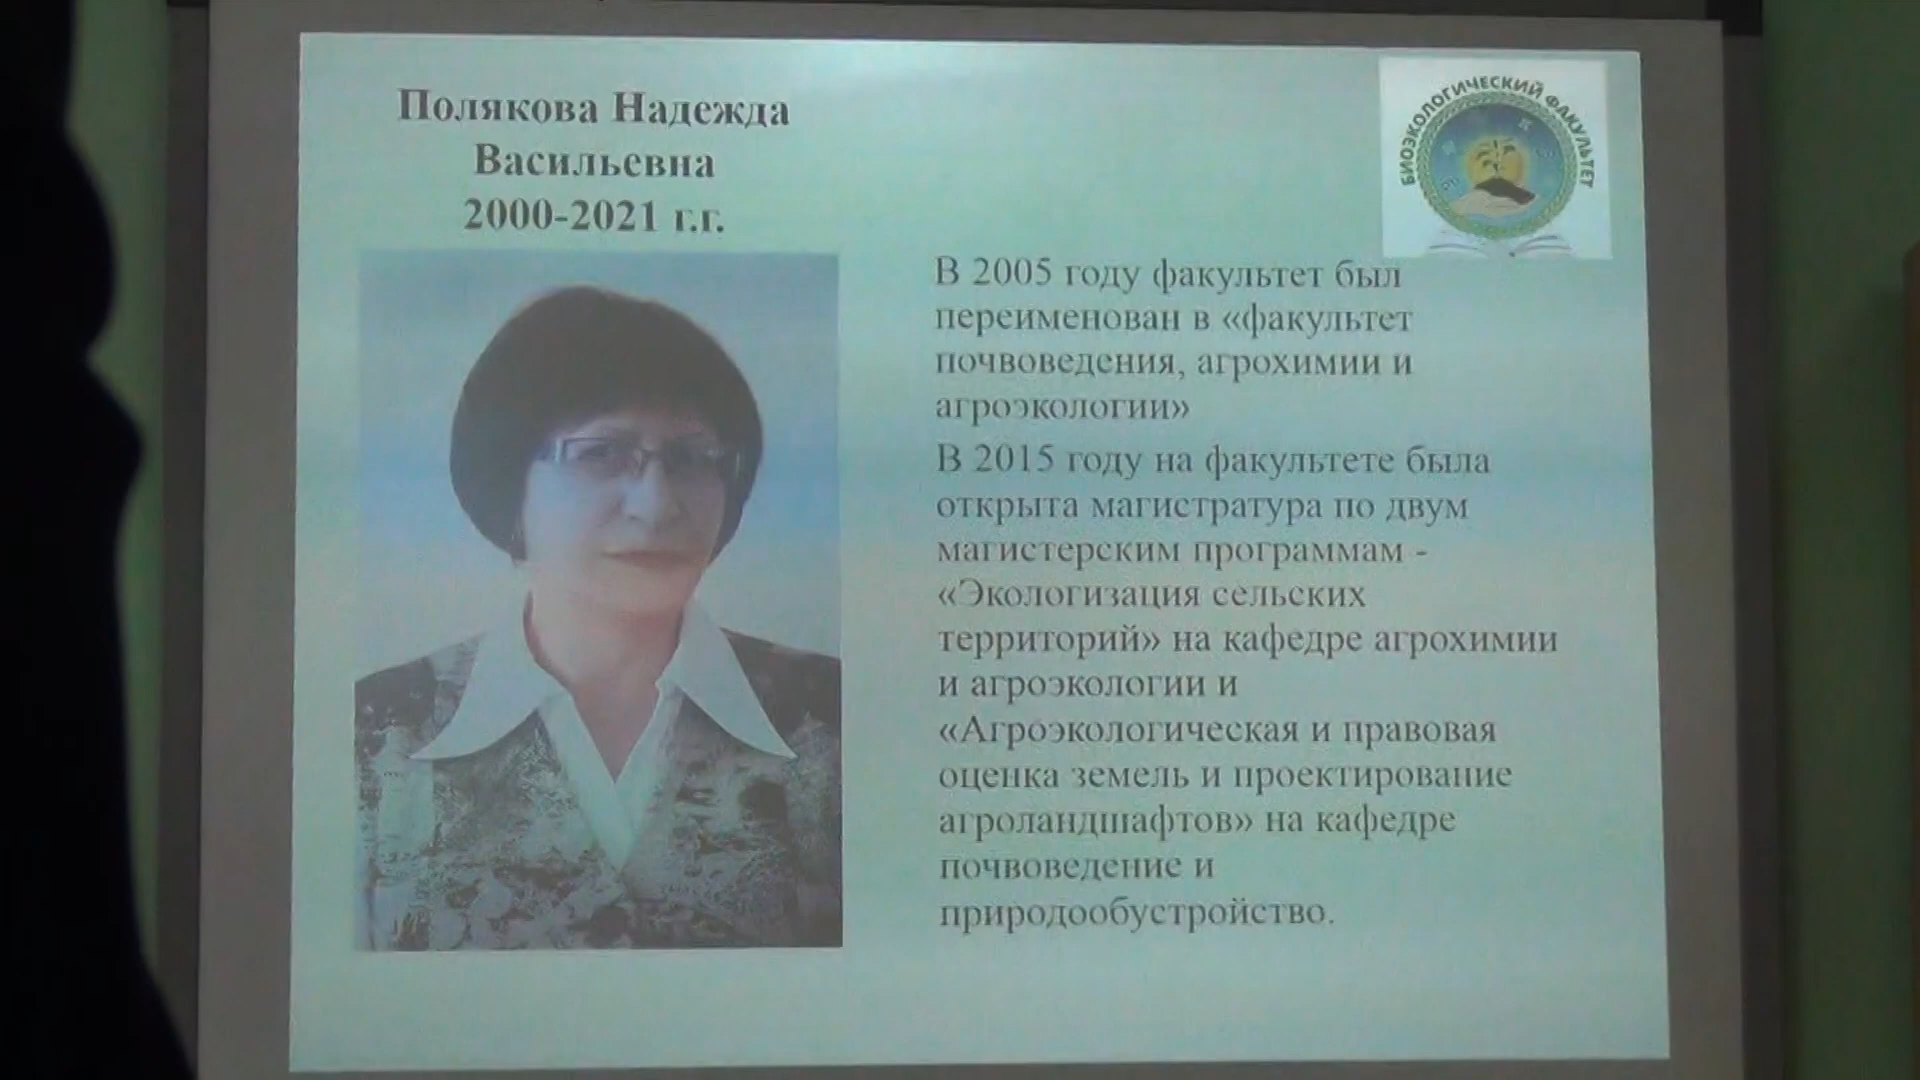 Полякова Надежда
Васильевна
2000-2021 г.г.
БИОЭКОЛОГИЧЕСКИЙ ФАКУЛЬТЕТ
В 2005 году факультет был
переименован в «факультет
почвоведения, агрохимии и
агроэкологии»
В 2015 году на факультете была
открыта магистратура по двум
магистерским программам -
«Экологизация сельских
территорий» на кафедре агрохимии
и агроэкологии и
«Агроэкологическая и правовая
оценка земель и проектирование
агроландшафтов» на кафедре
почвоведение и
природообустройство.